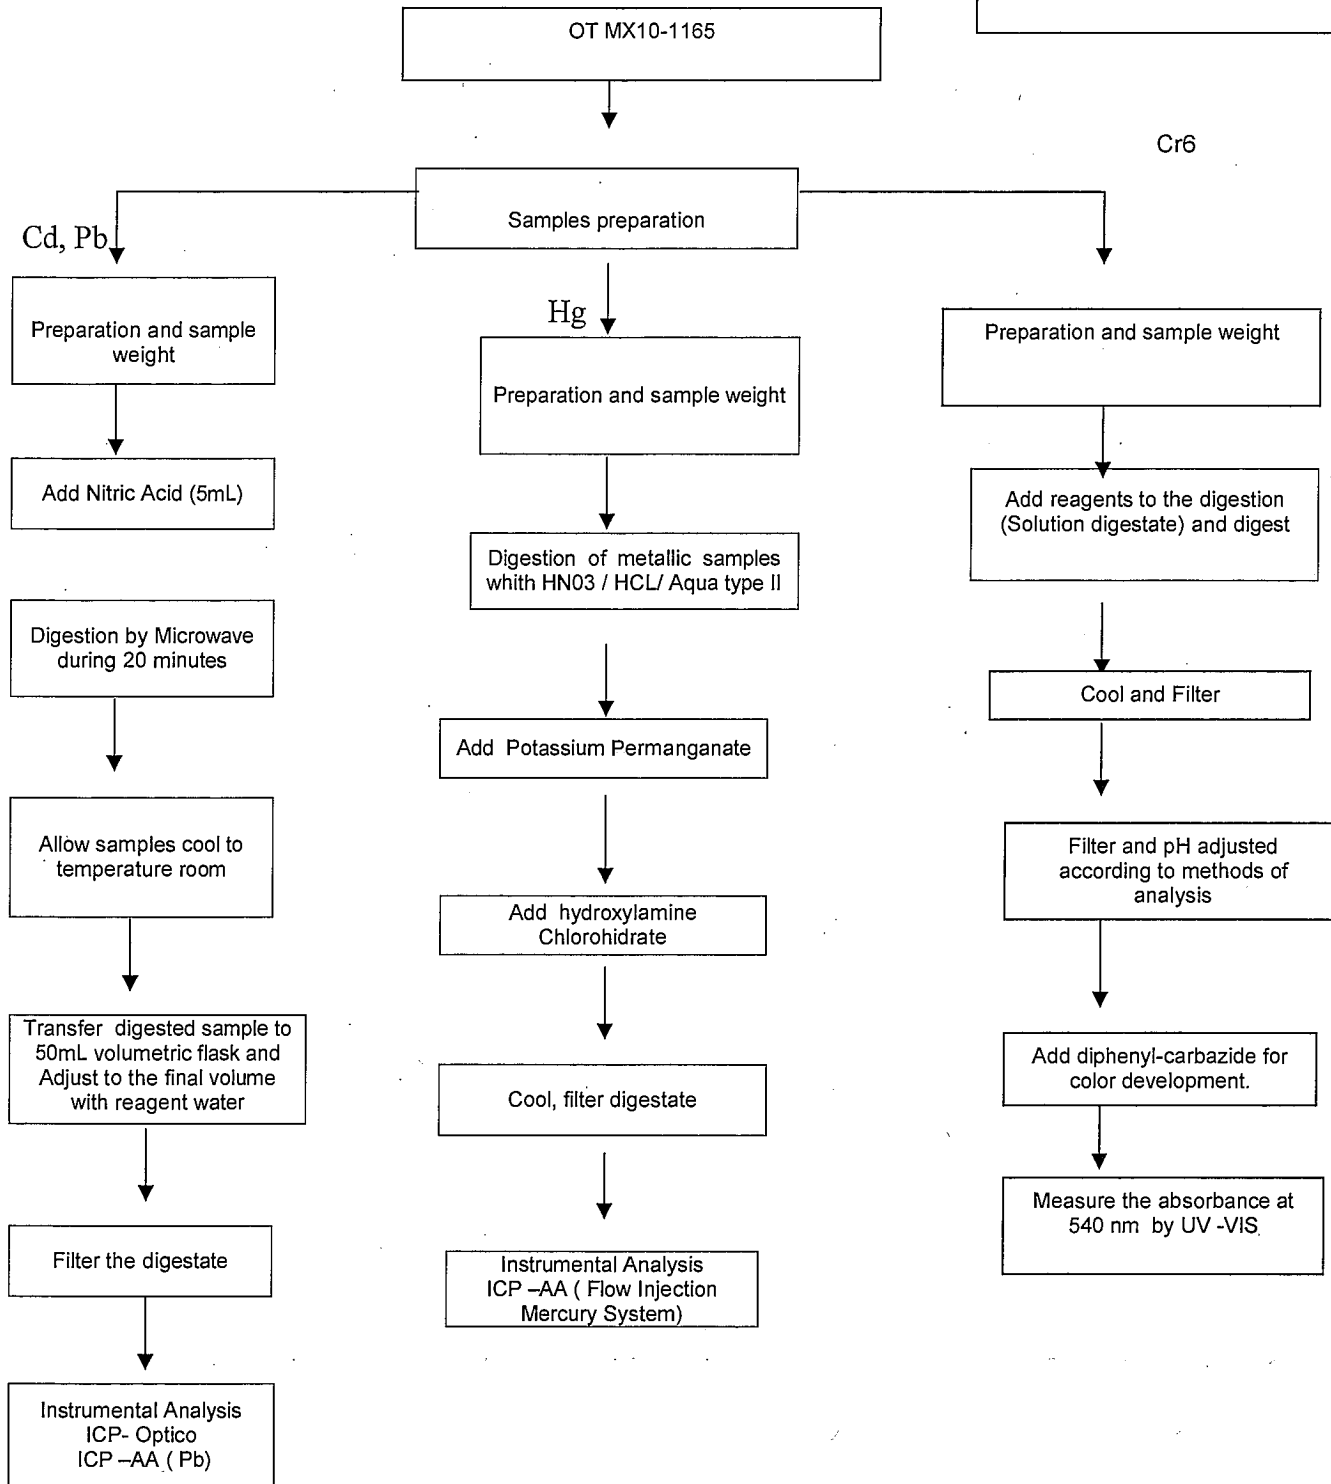 OT MX10-1165
Cr6
Samples preparation
Cd, Pb
Preparation and sample
weight
Add Nitric Acid (5mL)
Digestion by Microwave
during 20 minutes
Allow samples cool to
temperature room
Transfer digested sample to
50mL volumetric flask and
Adjust to the final volume
with reagent water
Filter the digestate
Instrumental Analysis
ICP- Optico
ICP –AA ( Pb)
Hg
Preparation and sample weight
Digestion of metallic samples
whith HN03 / HCL/ Aqua type II
Add Potassium Permanganate
Add hydroxylamine
Chlorohidrate
Cool, filter digestate
Instrumental Analysis
ICP –AA ( Flow Injection
Mercury System)
Preparation and sample weight
Add reagents to the digestion
(Solution digestate) and digest
Cool and Filter
Filter and pH adjusted
according to methods of
analysis
Add diphenyl-carbazide for
color development.
Measure the absorbance at
540 nm by UV -VIS